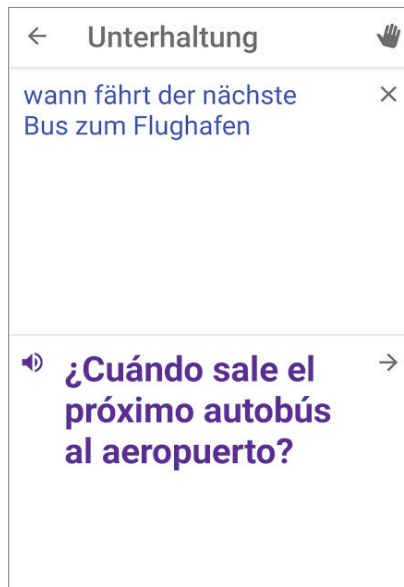 Unterhaltung
wann fährt der nächste
Bus zum Flughafen
¿Cuándo sale el
próximo autobús
al aeropuerto?